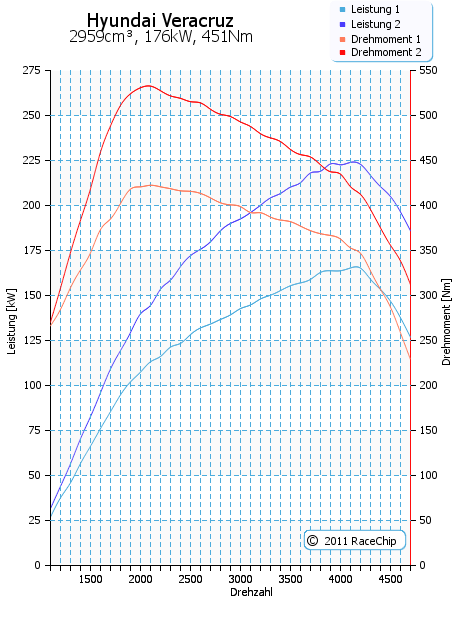 Hyundai Veracruz
2959cm³, 176kW, 451Nm
Leistung 1
Leistung 2
Drehmoment 1
Drehmoment 2
275
250
225
200
175
150
125
100
75
50
25
0
Leistung [kW]
550
500
450
400
350
300
250
200
150
100
50
0
Drehmoment [Nm]
© 2011 RaceChip
1500 2000 2500 3000 3500 4000 4500
Drehzahl